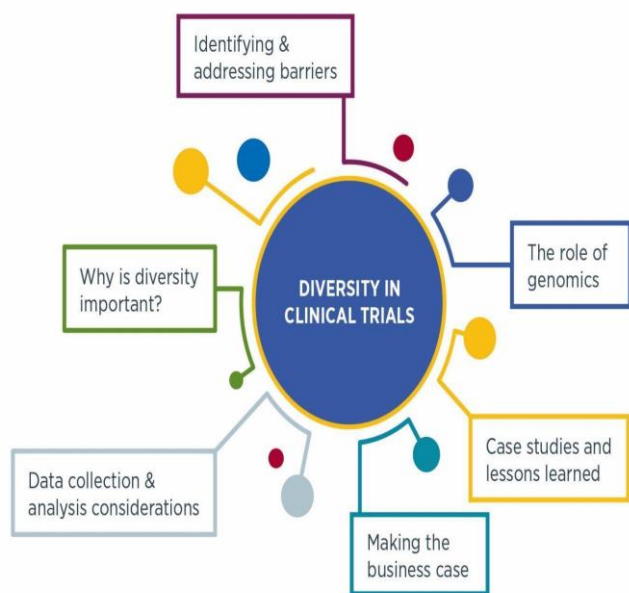 Identifying &
addressing barriers
The role of
genomics
Why is diversity
important?
DIVERSITY IN
CLINICAL TRIALS
Case studies and
lessons learned
Data collection &
analysis considerations
Making the
business case